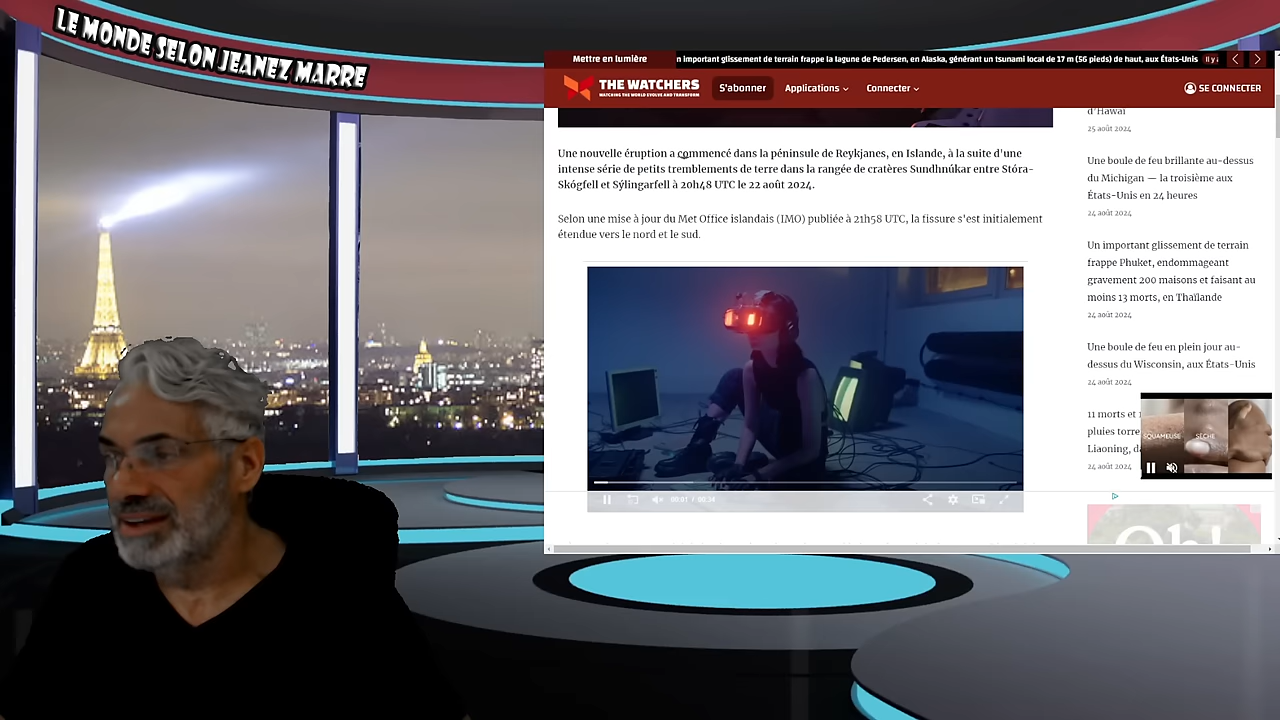 LE MONDE SELON JEANEZ MARRE
Mettre en lumière
n important glissement de terrain frappe la lagune de Pedersen, en Alaska, générant un tsunami local de 17 m (56 pieds) de haut, aux États-Unis
Il y i
THE WATCHERS
WATCHING THE WORLD EVOLVE AND TRANSFORM
S'abonner
Applications
Connecter
SE CONNECTER
Une nouvelle éruption a commencé dans la péninsule de Reykjanes, en Islande, à la suite d'une
intense série de petits tremblements de terre dans la rangée de cratères Sundhnúkar entre Stóra-
Skógfell et Sýlingarfell à 20h48 UTC le 22 août 2024.
Selon une mise à jour du Met Office islandais (IMO) publiée à 21h58 UTC, la fissure s'est initialement
étendue vers le nord et le sud.
00:01 / 00:34
d'Hawaï
25 août 2024
Une boule de feu brillante au-dessus
du Michigan — la troisième aux
États-Unis en 24 heures
24 août 2024
Un important glissement de terrain
frappe Phuket, endommageant
gravement 200 maisons et faisant au
moins 13 morts, en Thaïlande
24 août 2024
Une boule de feu en plein jour au-
dessus du Wisconsin, aux États-Unis
24 août 2024
11 morts et
pluies torre
Liaoning, d
24 août 2024
SQUAMEUSE
SÈCHE
Oh!